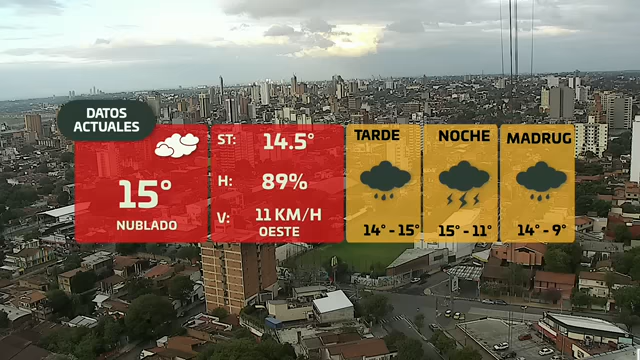 DATOS
ACTUALES
15°
NUBLADO
ST: 14.5°
H: 89%
V: 11 KM/H
OESTE
TARDE
14° - 15°
NOCHE
15° - 11°
MADRUG
14° - 9°